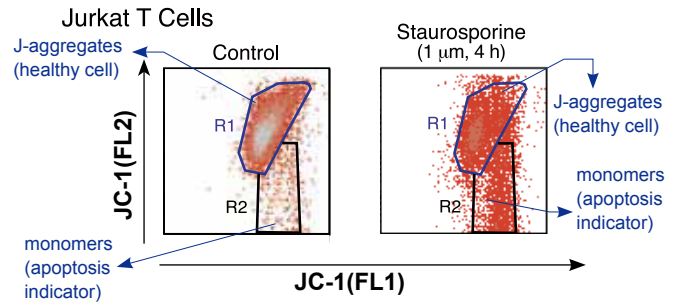 Jurkat T Cells
J-aggregates
(healthy cell)
Control
Staurosporine
(1 µm, 4 h)
J-aggregates
(healthy cell)
R1
R1
JC-1(FL2)
R2
R2
monomers
(apoptosis
indicator)
monomers
(apoptosis
indicator)
JC-1(FL1)